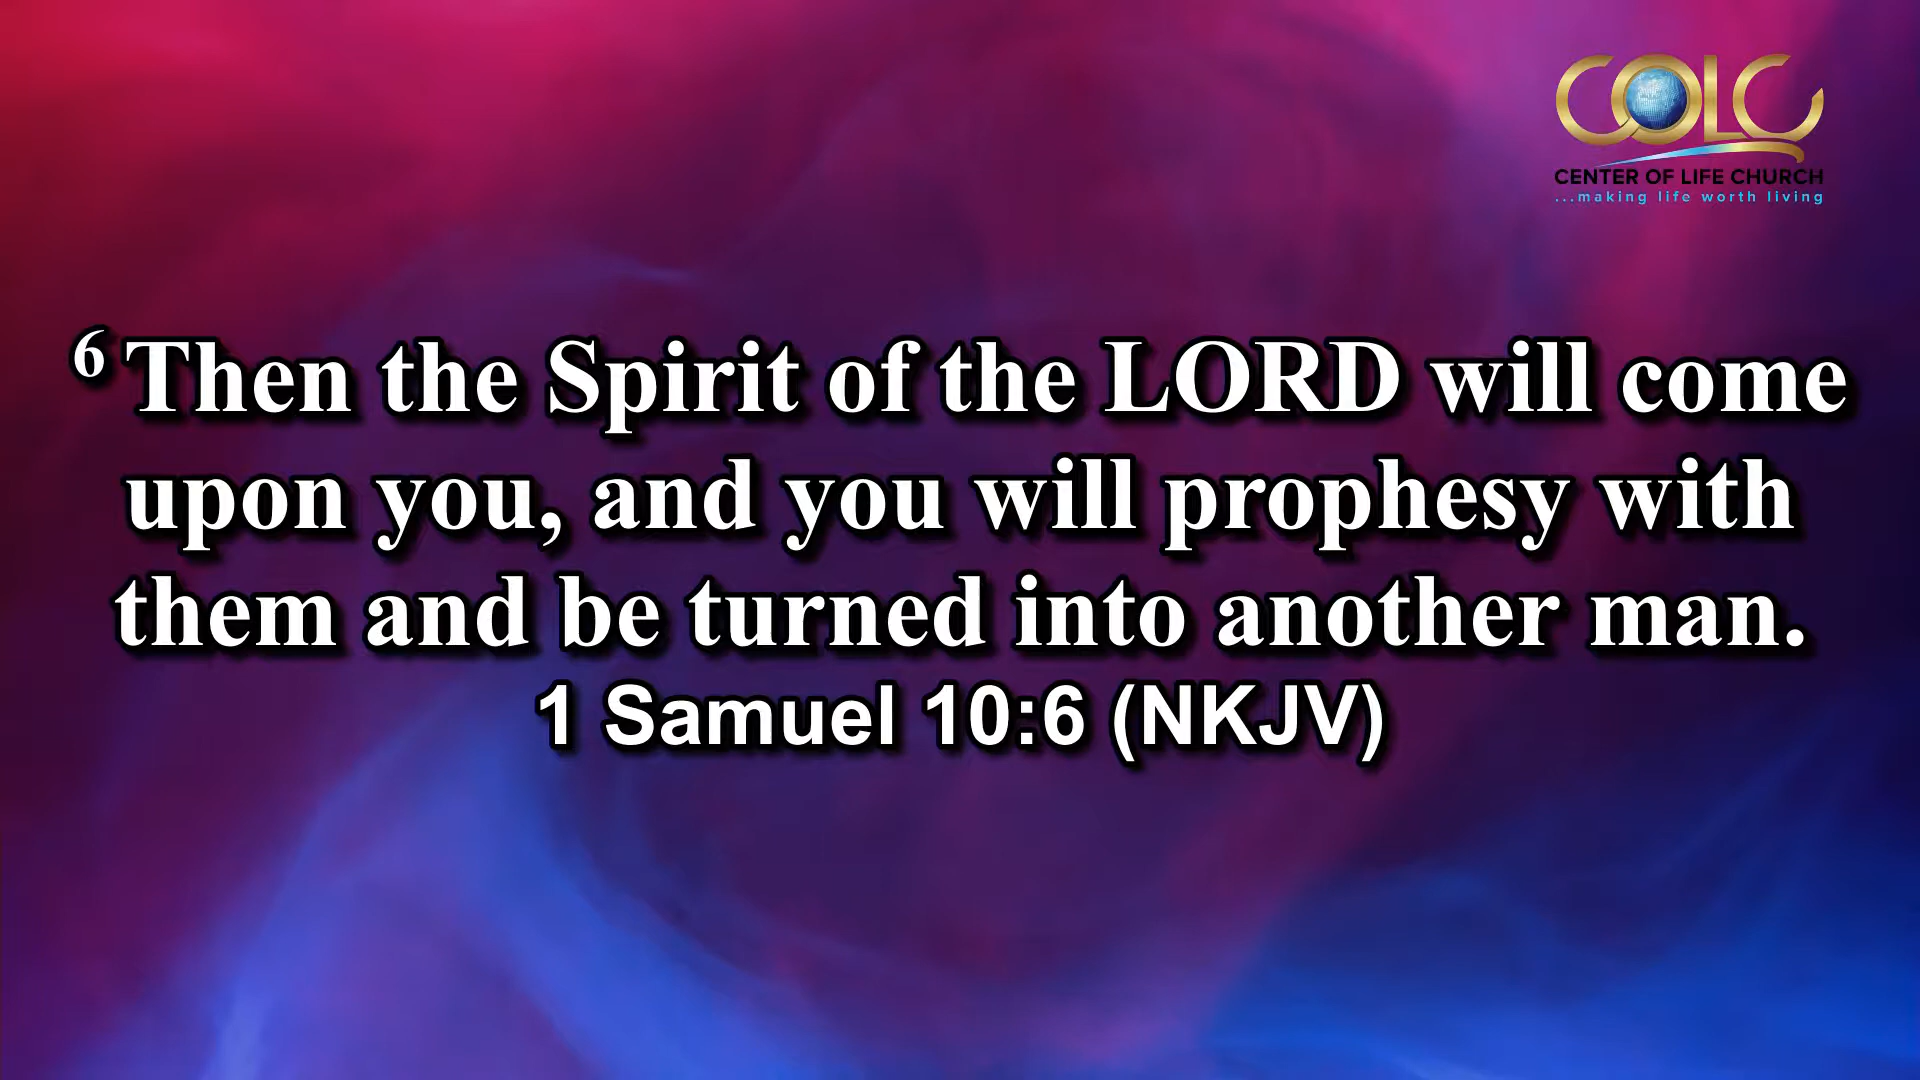 COLC
CENTER OF LIFE CHURCH
...making life worth living
6 Then the Spirit of the LORD will come
upon you, and you will prophesy with
them and be turned into another man.
1 Samuel 10:6 (NKJV)